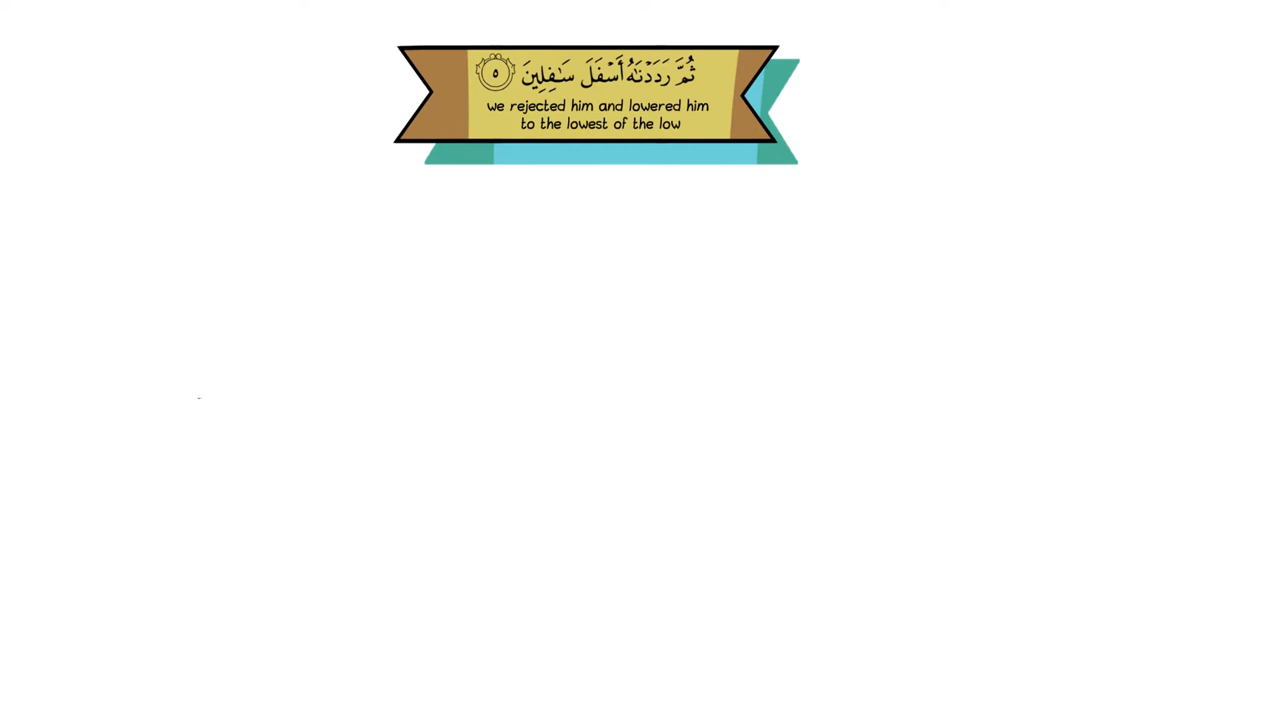 ثُمَّ رَدَدْنَـٰهُ أَسْفَلَ سَـٰفِلِينَ ٥
we rejected him and lowered him
to the lowest of the low